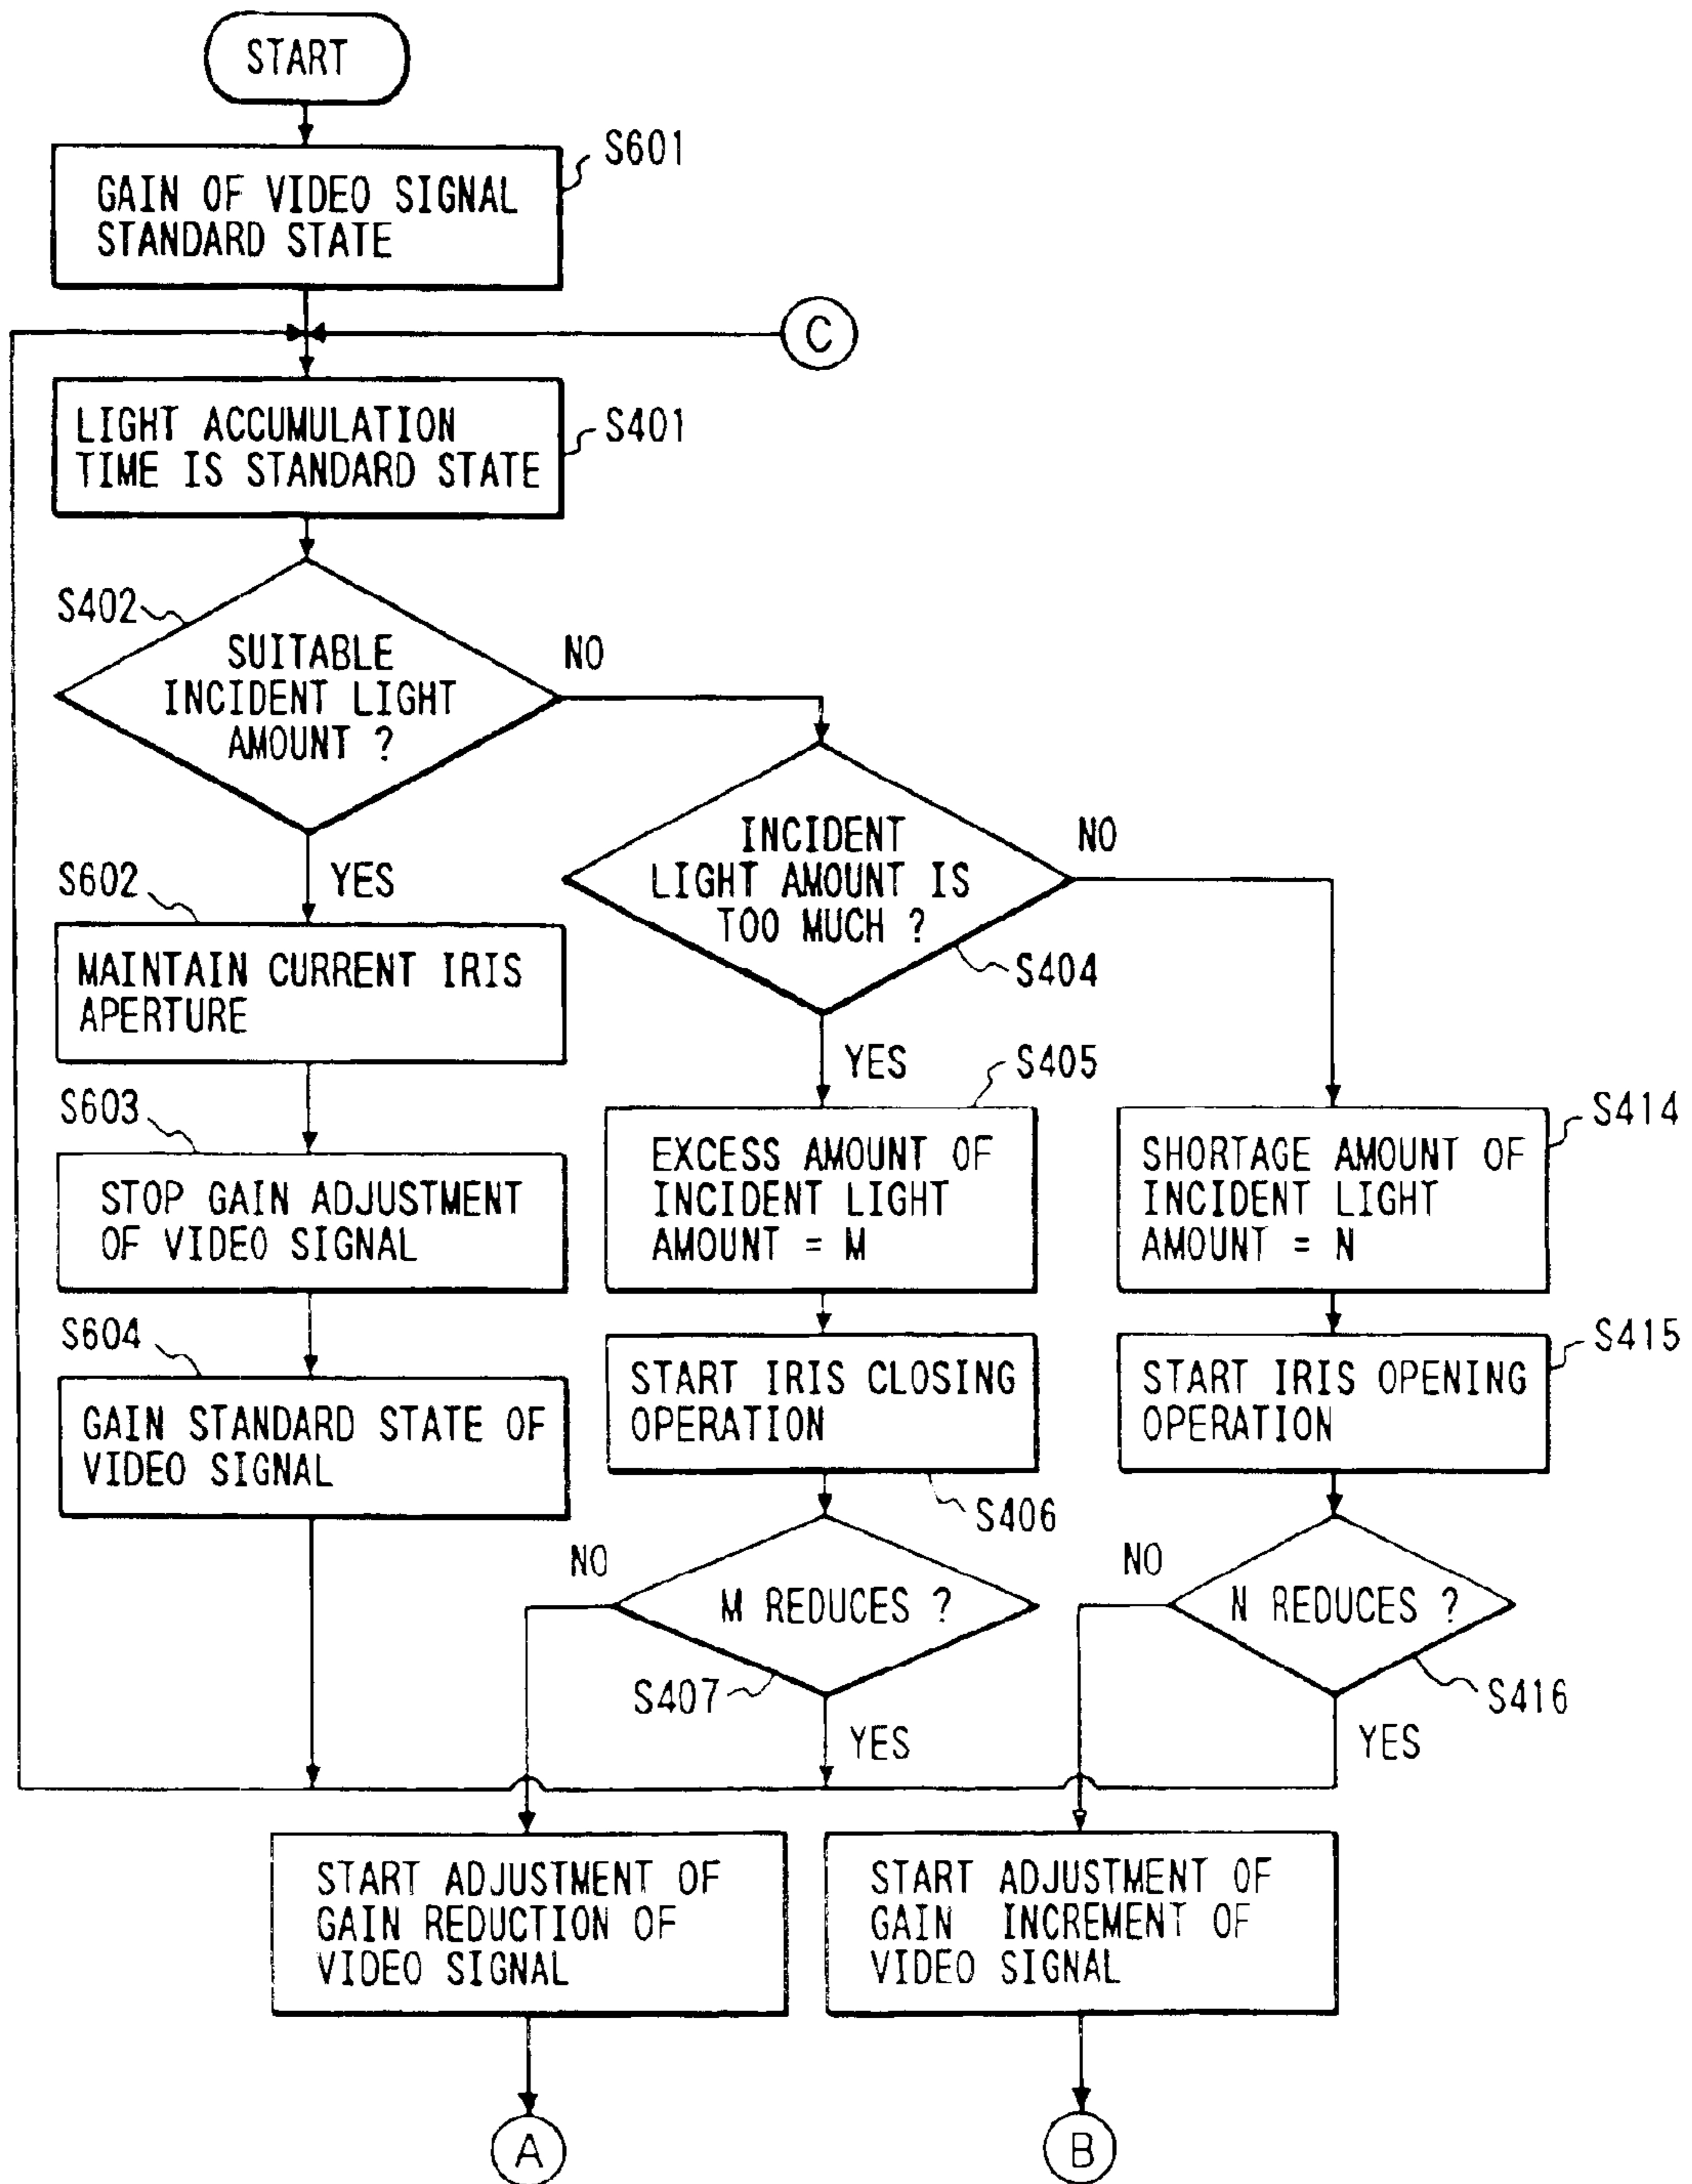 START
S601
GAIN OF VIDEO SIGNAL
STANDARD STATE
C
LIGHT ACCUMULATION
TIME IS STANDARD STATE
S401
S402
SUITABLE
INCIDENT LIGHT
AMOUNT ?
NO
YES
INCIDENT
LIGHT AMOUNT IS
TOO MUCH ?
NO
S404
YES
S602
MAINTAIN CURRENT IRIS
APERTURE
S603
STOP GAIN ADJUSTMENT
OF VIDEO SIGNAL
S604
GAIN STANDARD STATE OF
VIDEO SIGNAL
S405
EXCESS AMOUNT OF
INCIDENT LIGHT
AMOUNT = M
START IRIS CLOSING
OPERATION
S406
NO
M REDUCES ?
S407
YES
S414
SHORTAGE AMOUNT OF
INCIDENT LIGHT
AMOUNT = N
S415
START IRIS OPENING
OPERATION
NO
N REDUCES ?
S416
YES
START ADJUSTMENT OF
GAIN REDUCTION OF
VIDEO SIGNAL
START ADJUSTMENT OF
GAIN INCREMENT OF
VIDEO SIGNAL
A
B